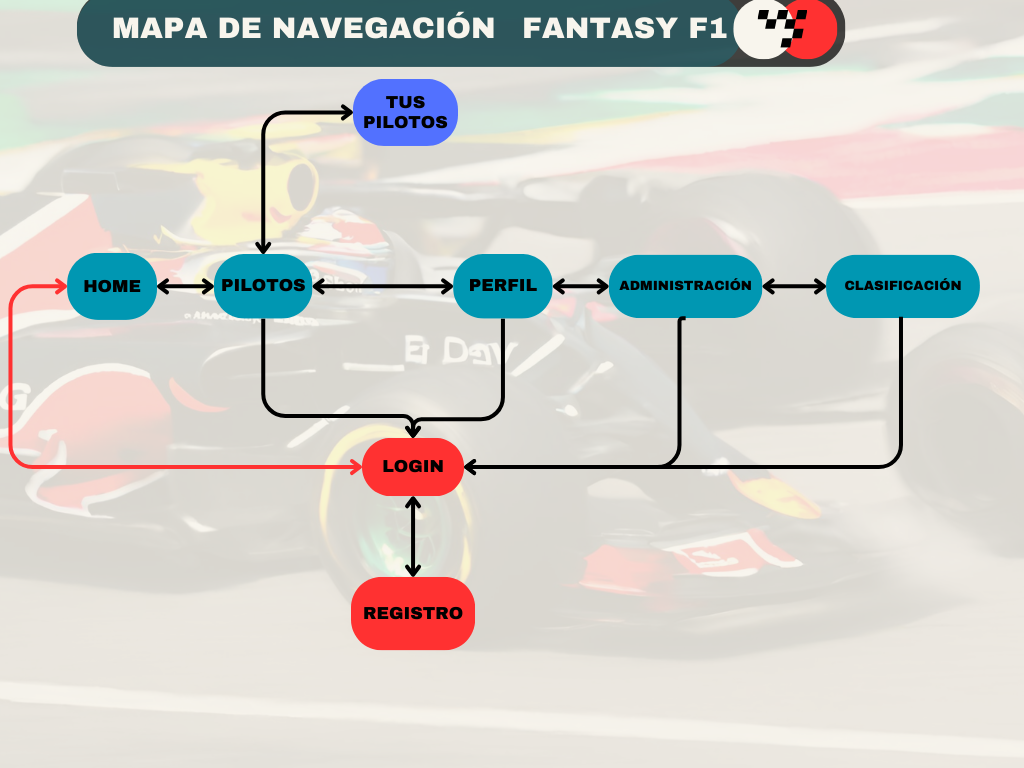 MAPA DE NAVEGACIÓN FANTASY F1
TUS
PILOTOS
HOME
PILOTOS
PERFIL
ADMINISTRACIÓN
CLASIFICACIÓN
LOGIN
REGISTRO